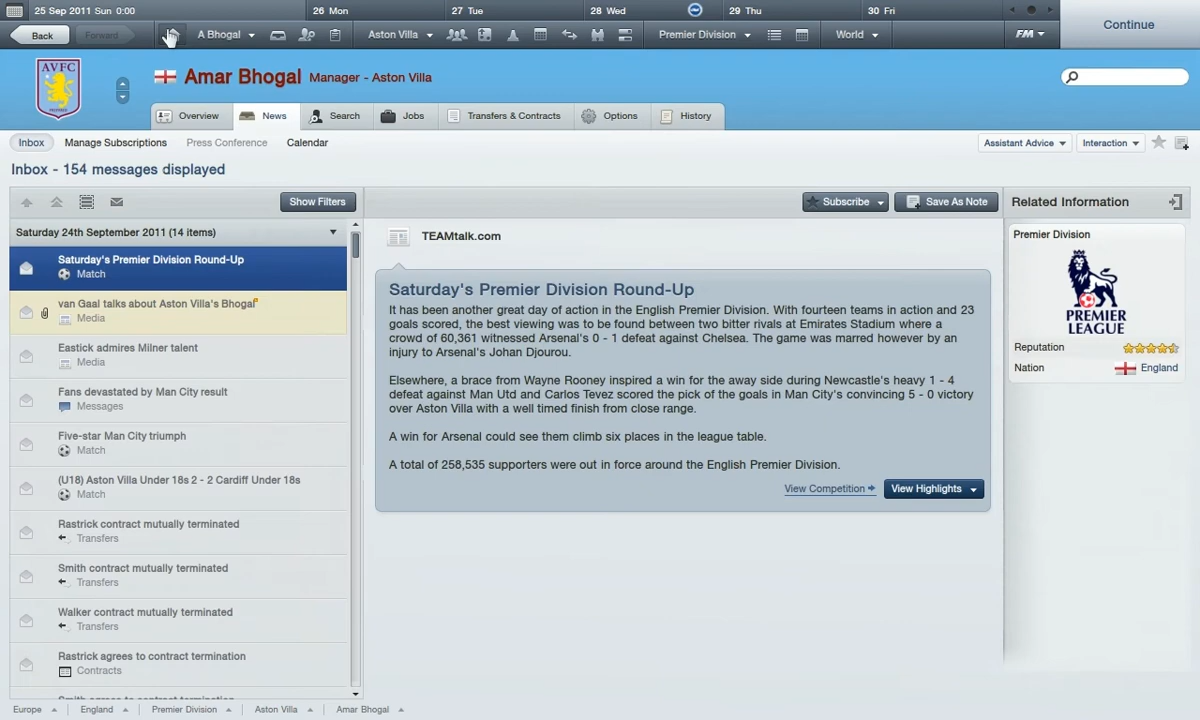 25 Sep 2011 Sun 0:00
26 Mon
27 Tue
28 Wed
29 Thu
30 Fri
Continue
Back
Forward
A Bhogal
Aston Villa
Premier Division
World
FM
AVFC
Amar Bhogal Manager - Aston Villa
Overview
News
Search
Jobs
Transfers & Contracts
Options
History
Inbox
Manage Subscriptions
Press Conference
Calendar
Assistant Advice
Interaction
Inbox - 154 messages displayed
Show Filters
Subscribe
Save As Note
Related Information
Saturday 24th September 2011 (14 items)
Saturday's Premier Division Round-Up
Match
van Gaal talks about Aston Villa's Bhogal
Media
Eastick admires Milner talent
Media
Fans devastated by Man City result
Messages
Five-star Man City triumph
Match
(U18) Aston Villa Under 18s 2 - 2 Cardiff Under 18s
Match
Rastrick contract mutually terminated
Transfers
Smith contract mutually terminated
Transfers
Walker contract mutually terminated
Transfers
Rastrick agrees to contract termination
Contracts
Smith agrees to contract termination
TEAMtalk.com
Saturday's Premier Division Round-Up
It has been another great day of action in the English Premier Division. With fourteen teams in action and 23
goals scored, the best viewing was to be found between two bitter rivals at Emirates Stadium where a
crowd of 60,361 witnessed Arsenal's 0 - 1 defeat against Chelsea. The game was marred however by an
injury to Arsenal's Johan Djourou.
Elsewhere, a brace from Wayne Rooney inspired a win for the away side during Newcastle's heavy 1 - 4
defeat against Man Utd and Carlos Tevez scored the pick of the goals in Man City's convincing 5 - 0 victory
over Aston Villa with a well timed finish from close range.
A win for Arsenal could see them climb six places in the league table.
A total of 258,535 supporters were out in force around the English Premier Division.
View Competition
View Highlights
Premier Division
PREMIER
LEAGUE
Reputation
Nation
England
Europe
England
Premier Division
Aston Villa
Amar Bhogal